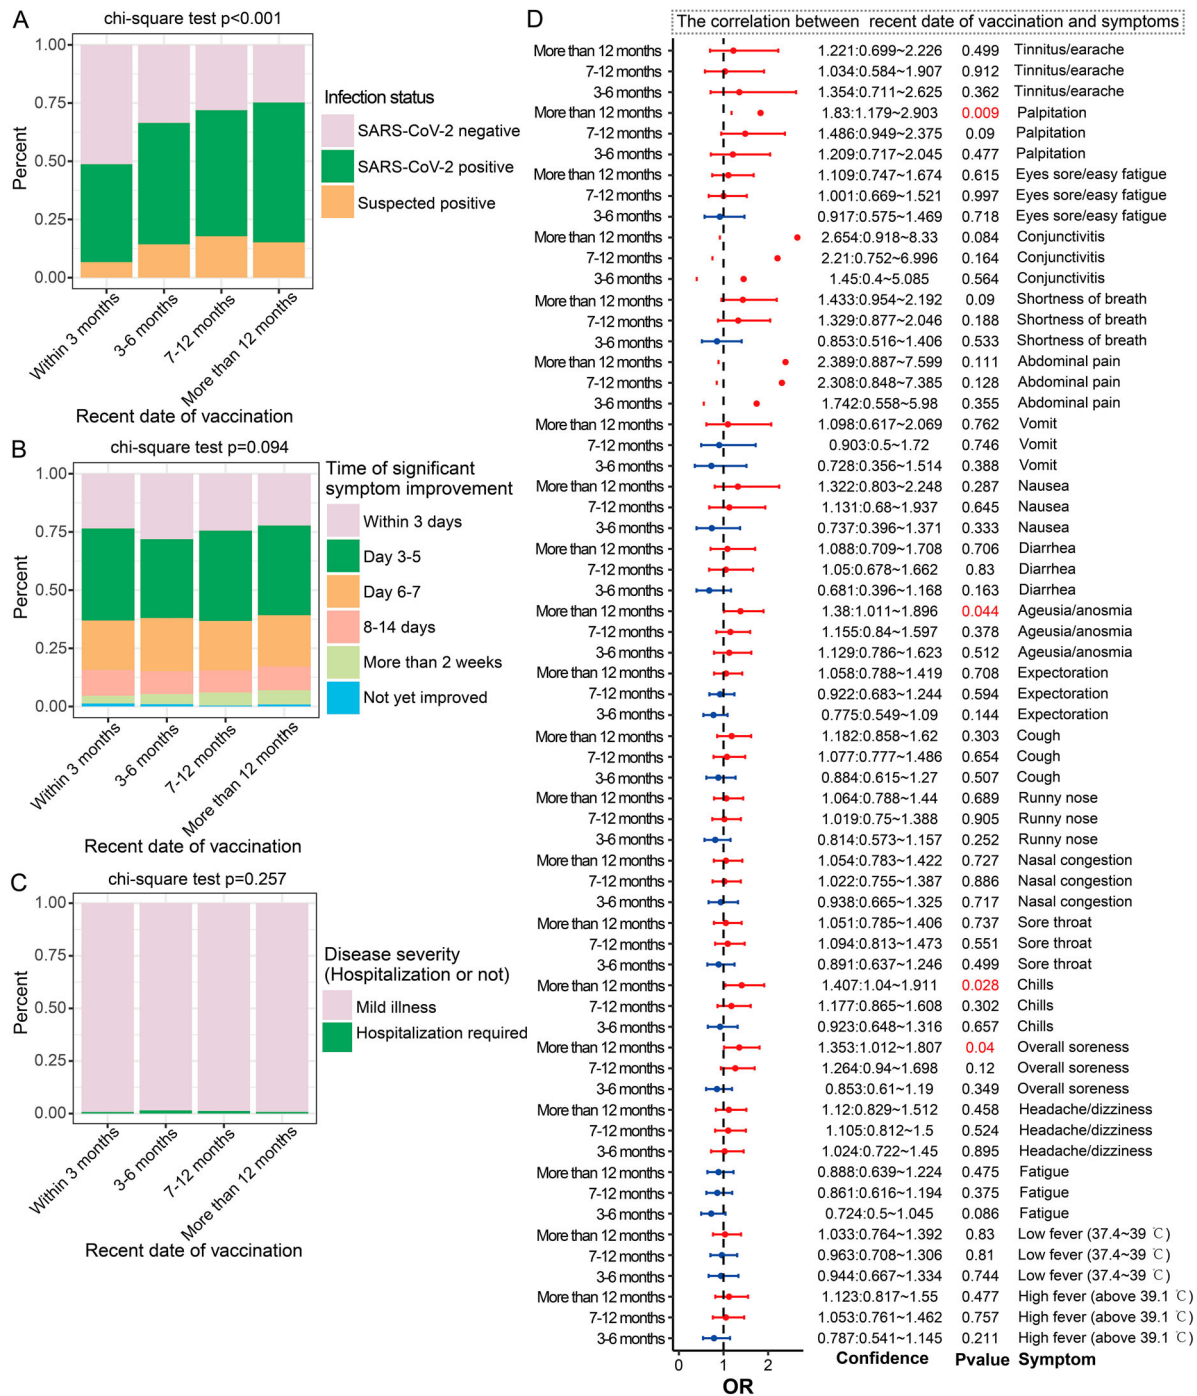 A
chi-square test p<0.001
1.00
0.75
0.50
0.25
0.00
Percent
Within 3 months
3-6 months
7-12 months
More than 12 months
Recent date of vaccination
Infection status
SARS-CoV-2 negative
SARS-CoV-2 positive
Suspected positive
B
chi-square test p=0.094
1.00
0.75
0.50
0.25
0.00
Percent
Within 3 months
3-6 months
7-12 months
More than 12 months
Recent date of vaccination
Time of significant
symptom improvement
Within 3 days
Day 3-5
Day 6-7
8-14 days
More than 2 weeks
Not yet improved
C
chi-square test p=0.257
1.00
0.75
0.50
0.25
0.00
Percent
Within 3 months
3-6 months
7-12 months
More than 12 months
Recent date of vaccination
Disease severity
(Hospitalization or not)
Mild illness
Hospitalization required
D
The correlation between recent date of vaccination and symptoms
More than 12 months 1.221:0.699~2.226 0.499 Tinnitus/earache
7-12 months 1.034:0.584~1.907 0.912 Tinnitus/earache
3-6 months 1.354:0.711~2.625 0.362 Tinnitus/earache
More than 12 months 1.83:1.179~2.903 0.009 Palpitation
7-12 months 1.486:0.949~2.375 0.09 Palpitation
3-6 months 1.209:0.717~2.045 0.477 Palpitation
More than 12 months 1.109:0.747~1.674 0.615 Eyes sore/easy fatigue
7-12 months 1.001:0.669~1.521 0.997 Eyes sore/easy fatigue
3-6 months 0.917:0.575~1.469 0.718 Eyes sore/easy fatigue
More than 12 months 2.654:0.918~8.33 0.084 Conjunctivitis
7-12 months 2.21:0.752~6.996 0.164 Conjunctivitis
3-6 months 1.45:0.4~5.085 0.564 Conjunctivitis
More than 12 months 1.433:0.954~2.192 0.09 Shortness of breath
7-12 months 1.329:0.877~2.046 0.188 Shortness of breath
3-6 months 0.853:0.516~1.406 0.533 Shortness of breath
More than 12 months 2.389:0.887~7.599 0.111 Abdominal pain
7-12 months 2.308:0.848~7.385 0.128 Abdominal pain
3-6 months 1.742:0.558~5.98 0.355 Abdominal pain
More than 12 months 1.098:0.617~2.069 0.762 Vomit
7-12 months 0.903:0.5~1.72 0.746 Vomit
3-6 months 0.728:0.356~1.514 0.388 Vomit
More than 12 months 1.322:0.803~2.248 0.287 Nausea
7-12 months 1.131:0.68~1.937 0.645 Nausea
3-6 months 0.737:0.396~1.371 0.333 Nausea
More than 12 months 1.088:0.709~1.708 0.706 Diarrhea
7-12 months 1.05:0.678~1.662 0.83 Diarrhea
3-6 months 0.681:0.396~1.168 0.163 Diarrhea
More than 12 months 1.38:1.011~1.896 0.044 Ageusia/anosmia
7-12 months 1.155:0.84~1.597 0.378 Ageusia/anosmia
3-6 months 1.129:0.786~1.623 0.512 Ageusia/anosmia
More than 12 months 1.058:0.788~1.419 0.708 Expectoration
7-12 months 0.922:0.683~1.244 0.594 Expectoration
3-6 months 0.775:0.549~1.09 0.144 Expectoration
More than 12 months 1.182:0.858~1.62 0.303 Cough
7-12 months 1.077:0.777~1.486 0.654 Cough
3-6 months 0.884:0.615~1.27 0.507 Cough
More than 12 months 1.064:0.788~1.44 0.689 Runny nose
7-12 months 1.019:0.75~1.388 0.905 Runny nose
3-6 months 0.814:0.573~1.157 0.252 Runny nose
More than 12 months 1.054:0.783~1.422 0.727 Nasal congestion
7-12 months 1.022:0.755~1.387 0.886 Nasal congestion
3-6 months 0.938:0.665~1.325 0.717 Nasal congestion
More than 12 months 1.051:0.785~1.406 0.737 Sore throat
7-12 months 1.094:0.813~1.473 0.551 Sore throat
3-6 months 0.891:0.637~1.246 0.499 Sore throat
More than 12 months 1.407:1.04~1.911 0.028 Chills
7-12 months 1.177:0.865~1.608 0.302 Chills
3-6 months 0.923:0.648~1.316 0.657 Chills
More than 12 months 1.353:1.012~1.807 0.04 Overall soreness
7-12 months 1.264:0.94~1.698 0.12 Overall soreness
3-6 months 0.853:0.61~1.19 0.349 Overall soreness
More than 12 months 1.12:0.829~1.512 0.458 Headache/dizziness
7-12 months 1.105:0.812~1.5 0.524 Headache/dizziness
3-6 months 1.024:0.722~1.45 0.895 Headache/dizziness
More than 12 months 0.888:0.639~1.224 0.475 Fatigue
7-12 months 0.861:0.616~1.194 0.375 Fatigue
3-6 months 0.724:0.5~1.045 0.086 Fatigue
More than 12 months 1.033:0.764~1.392 0.83 Low fever (37.4~39 ℃)
7-12 months 0.963:0.708~1.306 0.81 Low fever (37.4~39 ℃)
3-6 months 0.944:0.667~1.334 0.744 Low fever (37.4~39 ℃)
More than 12 months 1.123:0.817~1.55 0.477 High fever (above 39.1 ℃)
7-12 months 1.053:0.761~1.462 0.757 High fever (above 39.1 ℃)
3-6 months 0.787:0.541~1.145 0.211 High fever (above 39.1 ℃)
0 1 2 Confidence Pvalue Symptom
OR